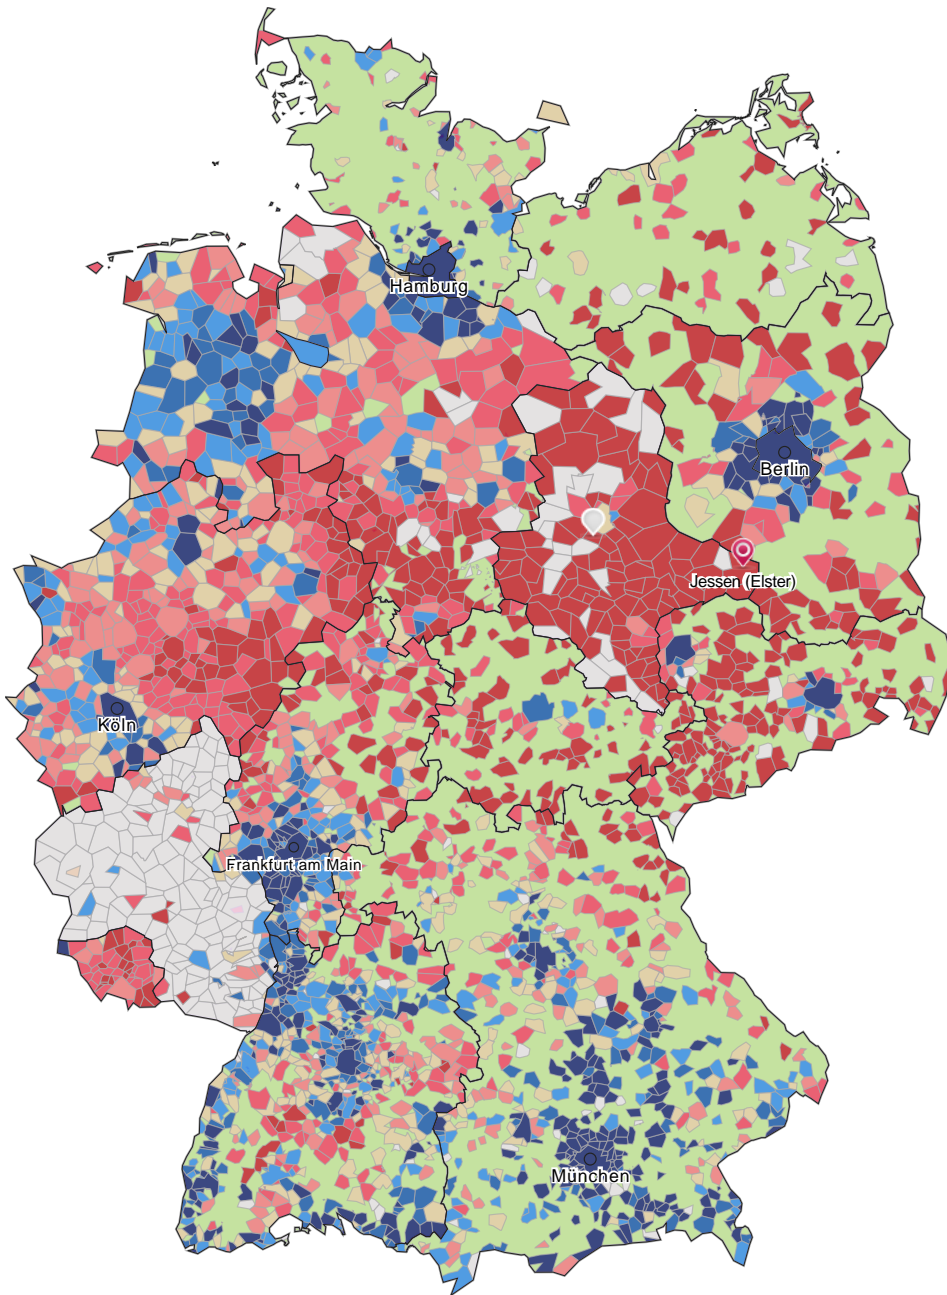 Hamburg
Berlin
Jessen (Elster)
Köln
Frankfurt am Main
München